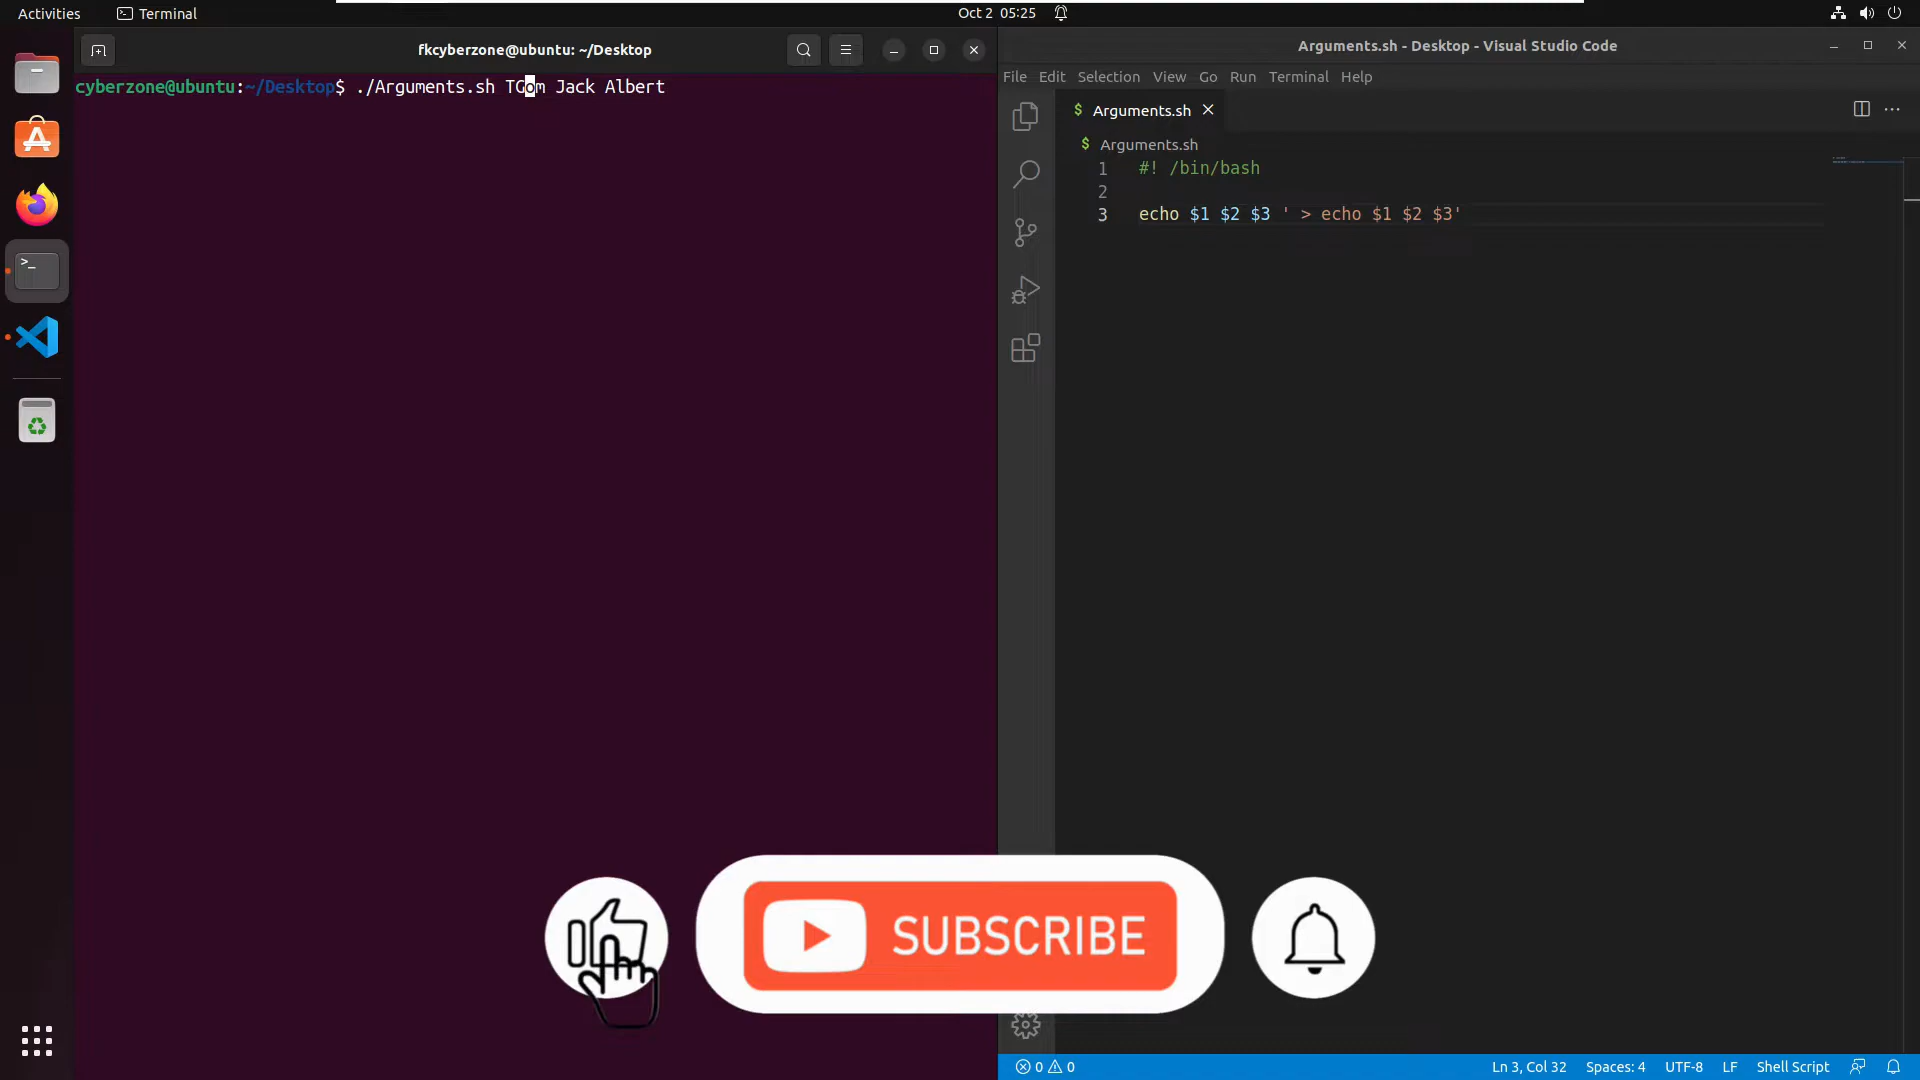 Activities
Terminal
Oct 2 05:25
fkcyberzone@ubuntu: ~/Desktop
cyberzone@ubuntu:~/Desktop$ ./Arguments.sh TGom Jack Albert
Arguments.sh - Desktop - Visual Studio Code
File Edit Selection View Go Run Terminal Help
$ Arguments.sh
$ Arguments.sh
1 #! /bin/bash
2
3 echo $1 $2 $3 ' > echo $1 $2 $3'
SUBSCRIBE
0 0
Ln 3, Col 32 Spaces: 4 UTF-8 LF Shell Script